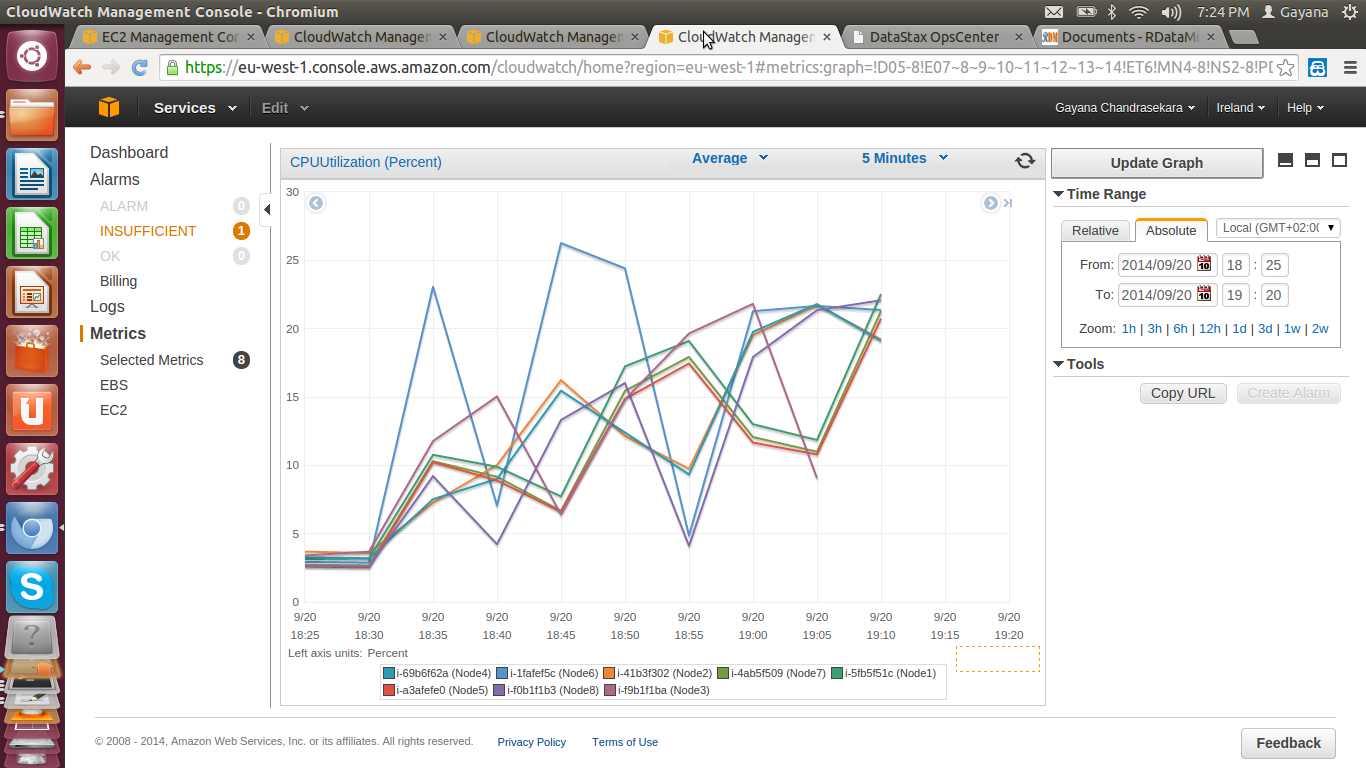 CloudWatch Management Console - Chromium
7:24 PM Gayana
EC2 Management Cor × CloudWatch Manager × CloudWatch Manager × CloudWatch Manager × DataStax OpsCenter × Documents - RDataMi ×
https://eu-west-1.console.aws.amazon.com/cloudwatch/home?region=eu-west-1#metrics:graph=!D05-8!E07~8~9~10~11~12~13~14!ET6!MN4-8!NS2-8!PD
Services Edit Gayana Chandrasekara Ireland Help
Dashboard
Alarms
ALARM 0
INSUFFICIENT 1
OK 0
Billing
Logs
Metrics
Selected Metrics 8
EBS
EC2
CPUUtilization (Percent) Average 5 Minutes
30
25
20
15
10
5
0
9/20 9/20 9/20 9/20 9/20 9/20 9/20 9/20 9/20 9/20 9/20 9/20
18:25 18:30 18:35 18:40 18:45 18:50 18:55 19:00 19:05 19:10 19:15 19:20
Left axis units: Percent
i-69b6f62a (Node4) i-1fafef5c (Node6) i-41b3f302 (Node2) i-4ab5f509 (Node7) i-5fb5f51c (Node1)
i-a3afefe0 (Node5) i-f0b1f1b3 (Node8) i-f9b1f1ba (Node3)
Update Graph
Time Range
Relative Absolute Local (GMT+02:00
From: 2014/09/20 10 18 : 25
To: 2014/09/20 10 19 : 20
Zoom: 1h | 3h | 6h | 12h | 1d | 3d | 1w | 2w
Tools
Copy URL Create Alarm
© 2008 - 2014, Amazon Web Services, Inc. or its affiliates. All rights reserved. Privacy Policy Terms of Use
Feedback